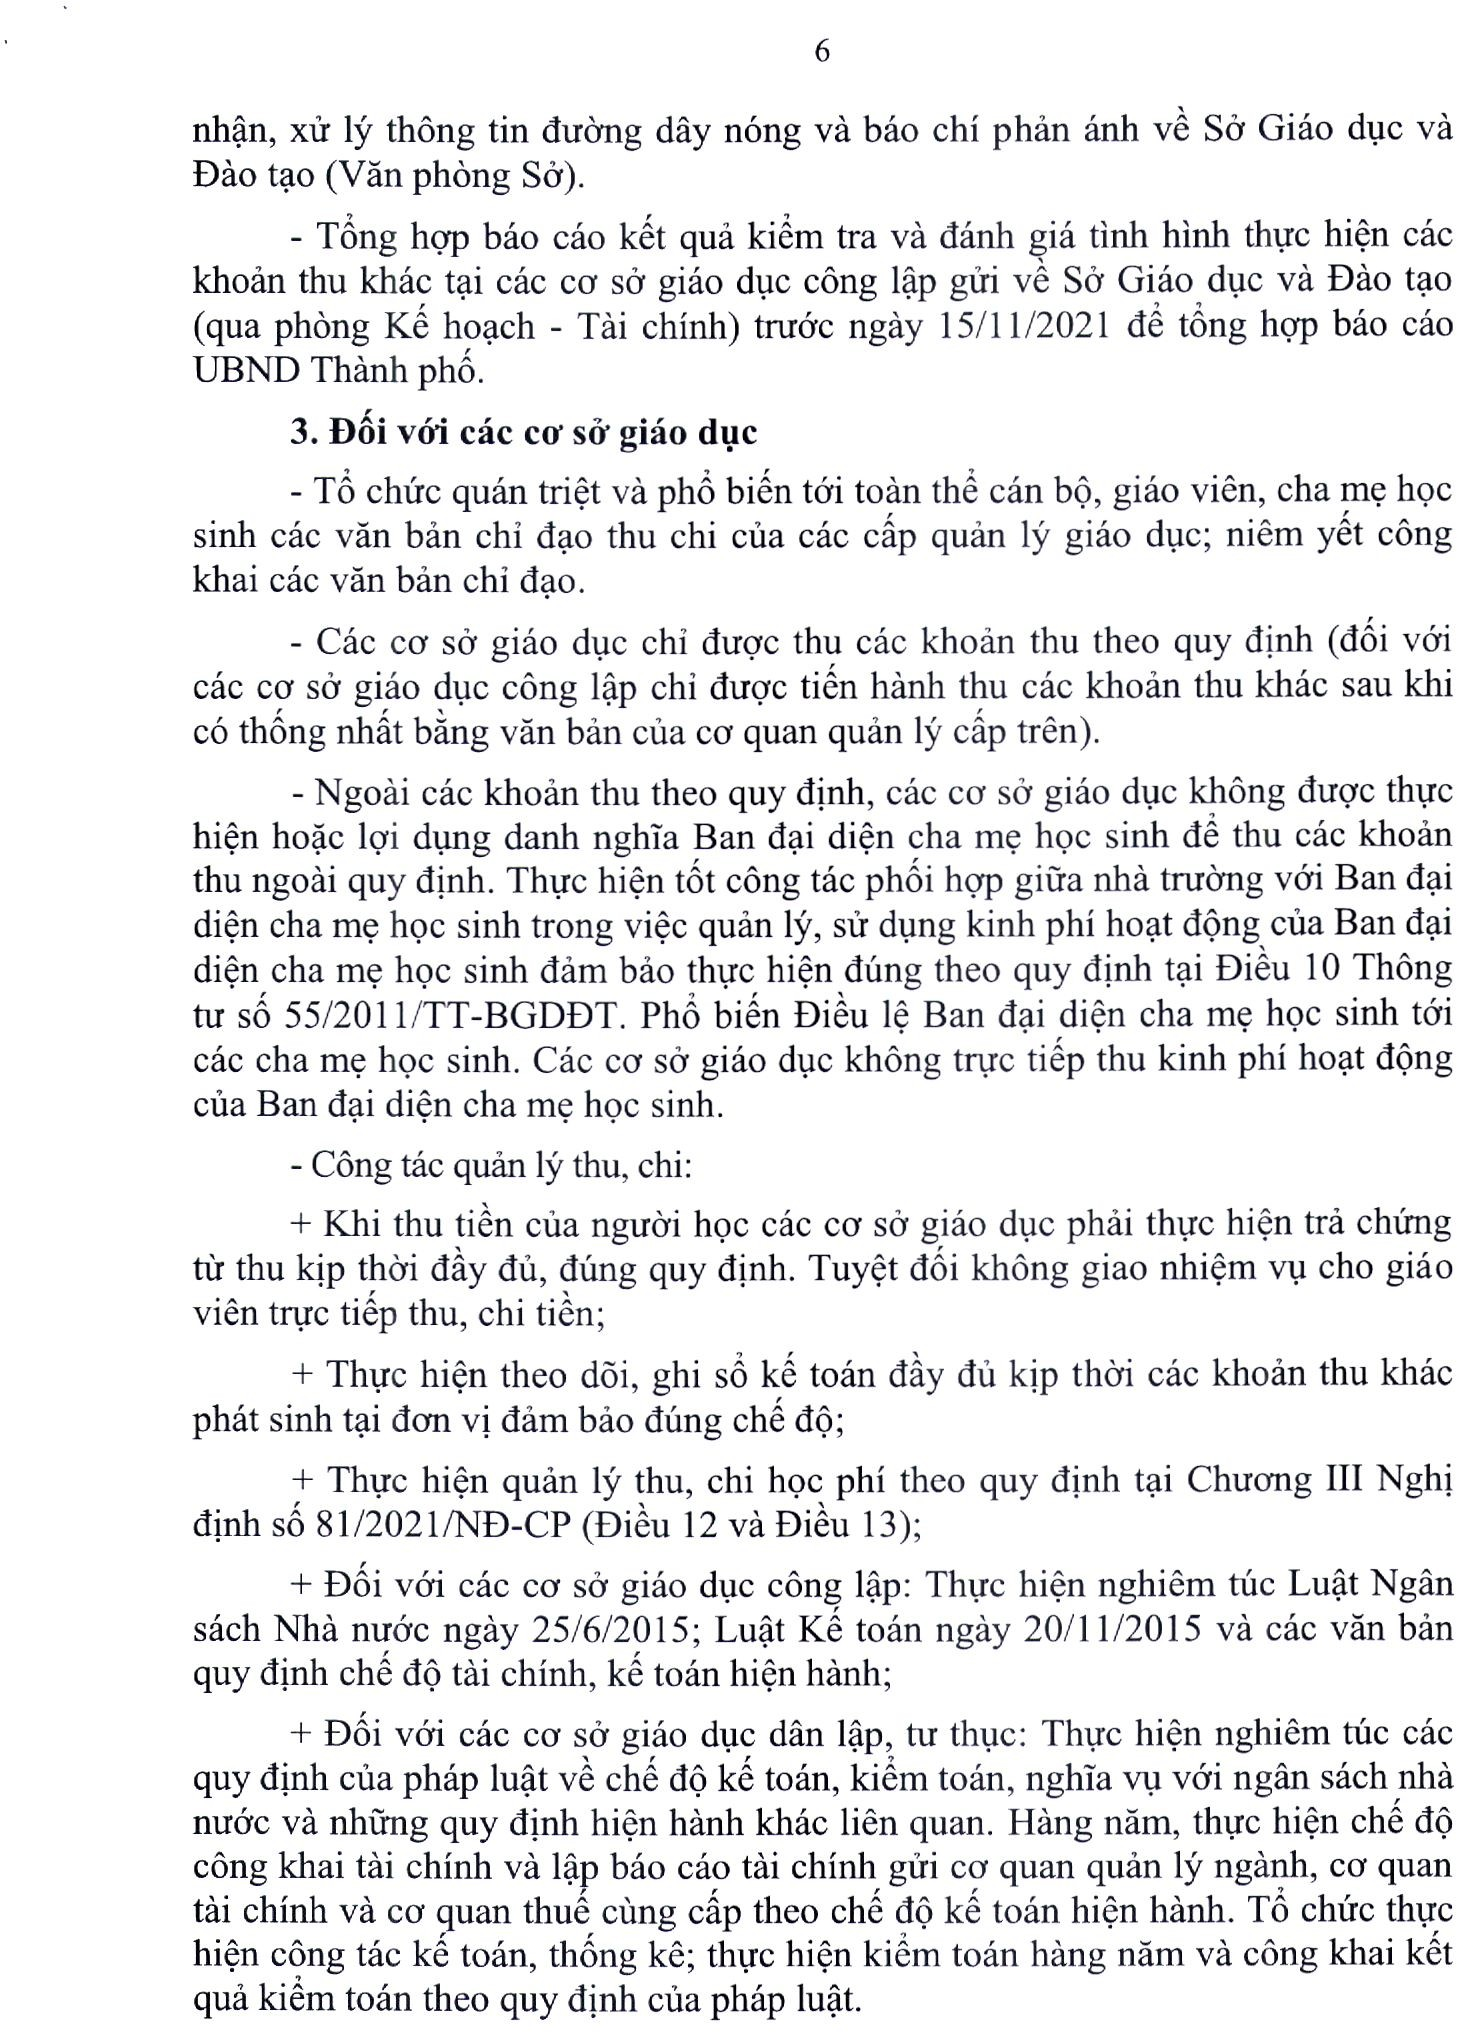 6
nhận, xử lý thông tin đường dây nóng và báo chí phản ánh về Sở Giáo dục và
Đào tạo (Văn phòng Sở).
- Tổng hợp báo cáo kết quả kiểm tra và đánh giá tình hình thực hiện các
khoản thu khác tại các cơ sở giáo dục công lập gửi về Sở Giáo dục và Đào tạo
(qua phòng Kế hoạch - Tài chính) trước ngày 15/11/2021 để tổng hợp báo cáo
UBND Thành phố.
3. Đối với các cơ sở giáo dục
- Tổ chức quán triệt và phổ biến tới toàn thể cán bộ, giáo viên, cha mẹ học
sinh các văn bản chỉ đạo thu chi của các cấp quản lý giáo dục; niêm yết công
khai các văn bản chỉ đạo.
- Các cơ sở giáo dục chỉ được thu các khoản thu theo quy định (đối với
các cơ sở giáo dục công lập chỉ được tiến hành thu các khoản thu khác sau khi
có thống nhất bằng văn bản của cơ quan quản lý cấp trên).
- Ngoài các khoản thu theo quy định, các cơ sở giáo dục không được thực
hiện hoặc lợi dụng danh nghĩa Ban đại diện cha mẹ học sinh để thu các khoản
thu ngoài quy định. Thực hiện tốt công tác phối hợp giữa nhà trường với Ban đại
diện cha mẹ học sinh trong việc quản lý, sử dụng kinh phí hoạt động của Ban đại
diện cha mẹ học sinh đảm bảo thực hiện đúng theo quy định tại Điều 10 Thông
tư số 55/2011/TT-BGDĐT. Phổ biến Điều lệ Ban đại diện cha mẹ học sinh tới
các cha mẹ học sinh. Các cơ sở giáo dục không trực tiếp thu kinh phí hoạt động
của Ban đại diện cha mẹ học sinh.
- Công tác quản lý thu, chi:
+ Khi thu tiền của người học các cơ sở giáo dục phải thực hiện trả chứng
từ thu kịp thời đầy đủ, đúng quy định. Tuyệt đối không giao nhiệm vụ cho giáo
viên trực tiếp thu, chi tiền;
+ Thực hiện theo dõi, ghi sổ kế toán đầy đủ kịp thời các khoản thu khác
phát sinh tại đơn vị đảm bảo đúng chế độ;
+ Thực hiện quản lý thu, chi học phí theo quy định tại Chương III Nghị
định số 81/2021/NĐ-CP (Điều 12 và Điều 13);
+ Đối với các cơ sở giáo dục công lập: Thực hiện nghiêm túc Luật Ngân
sách Nhà nước ngày 25/6/2015; Luật Kế toán ngày 20/11/2015 và các văn bản
quy định chế độ tài chính, kế toán hiện hành;
+ Đối với các cơ sở giáo dục dân lập, tư thục: Thực hiện nghiêm túc các
quy định của pháp luật về chế độ kế toán, kiểm toán, nghĩa vụ với ngân sách nhà
nước và những quy định hiện hành khác liên quan. Hàng năm, thực hiện chế độ
công khai tài chính và lập báo cáo tài chính gửi cơ quan quản lý ngành, cơ quan
tài chính và cơ quan thuế cùng cấp theo chế độ kế toán hiện hành. Tổ chức thực
hiện công tác kế toán, thống kê; thực hiện kiểm toán hàng năm và công khai kết
quả kiểm toán theo quy định của pháp luật.